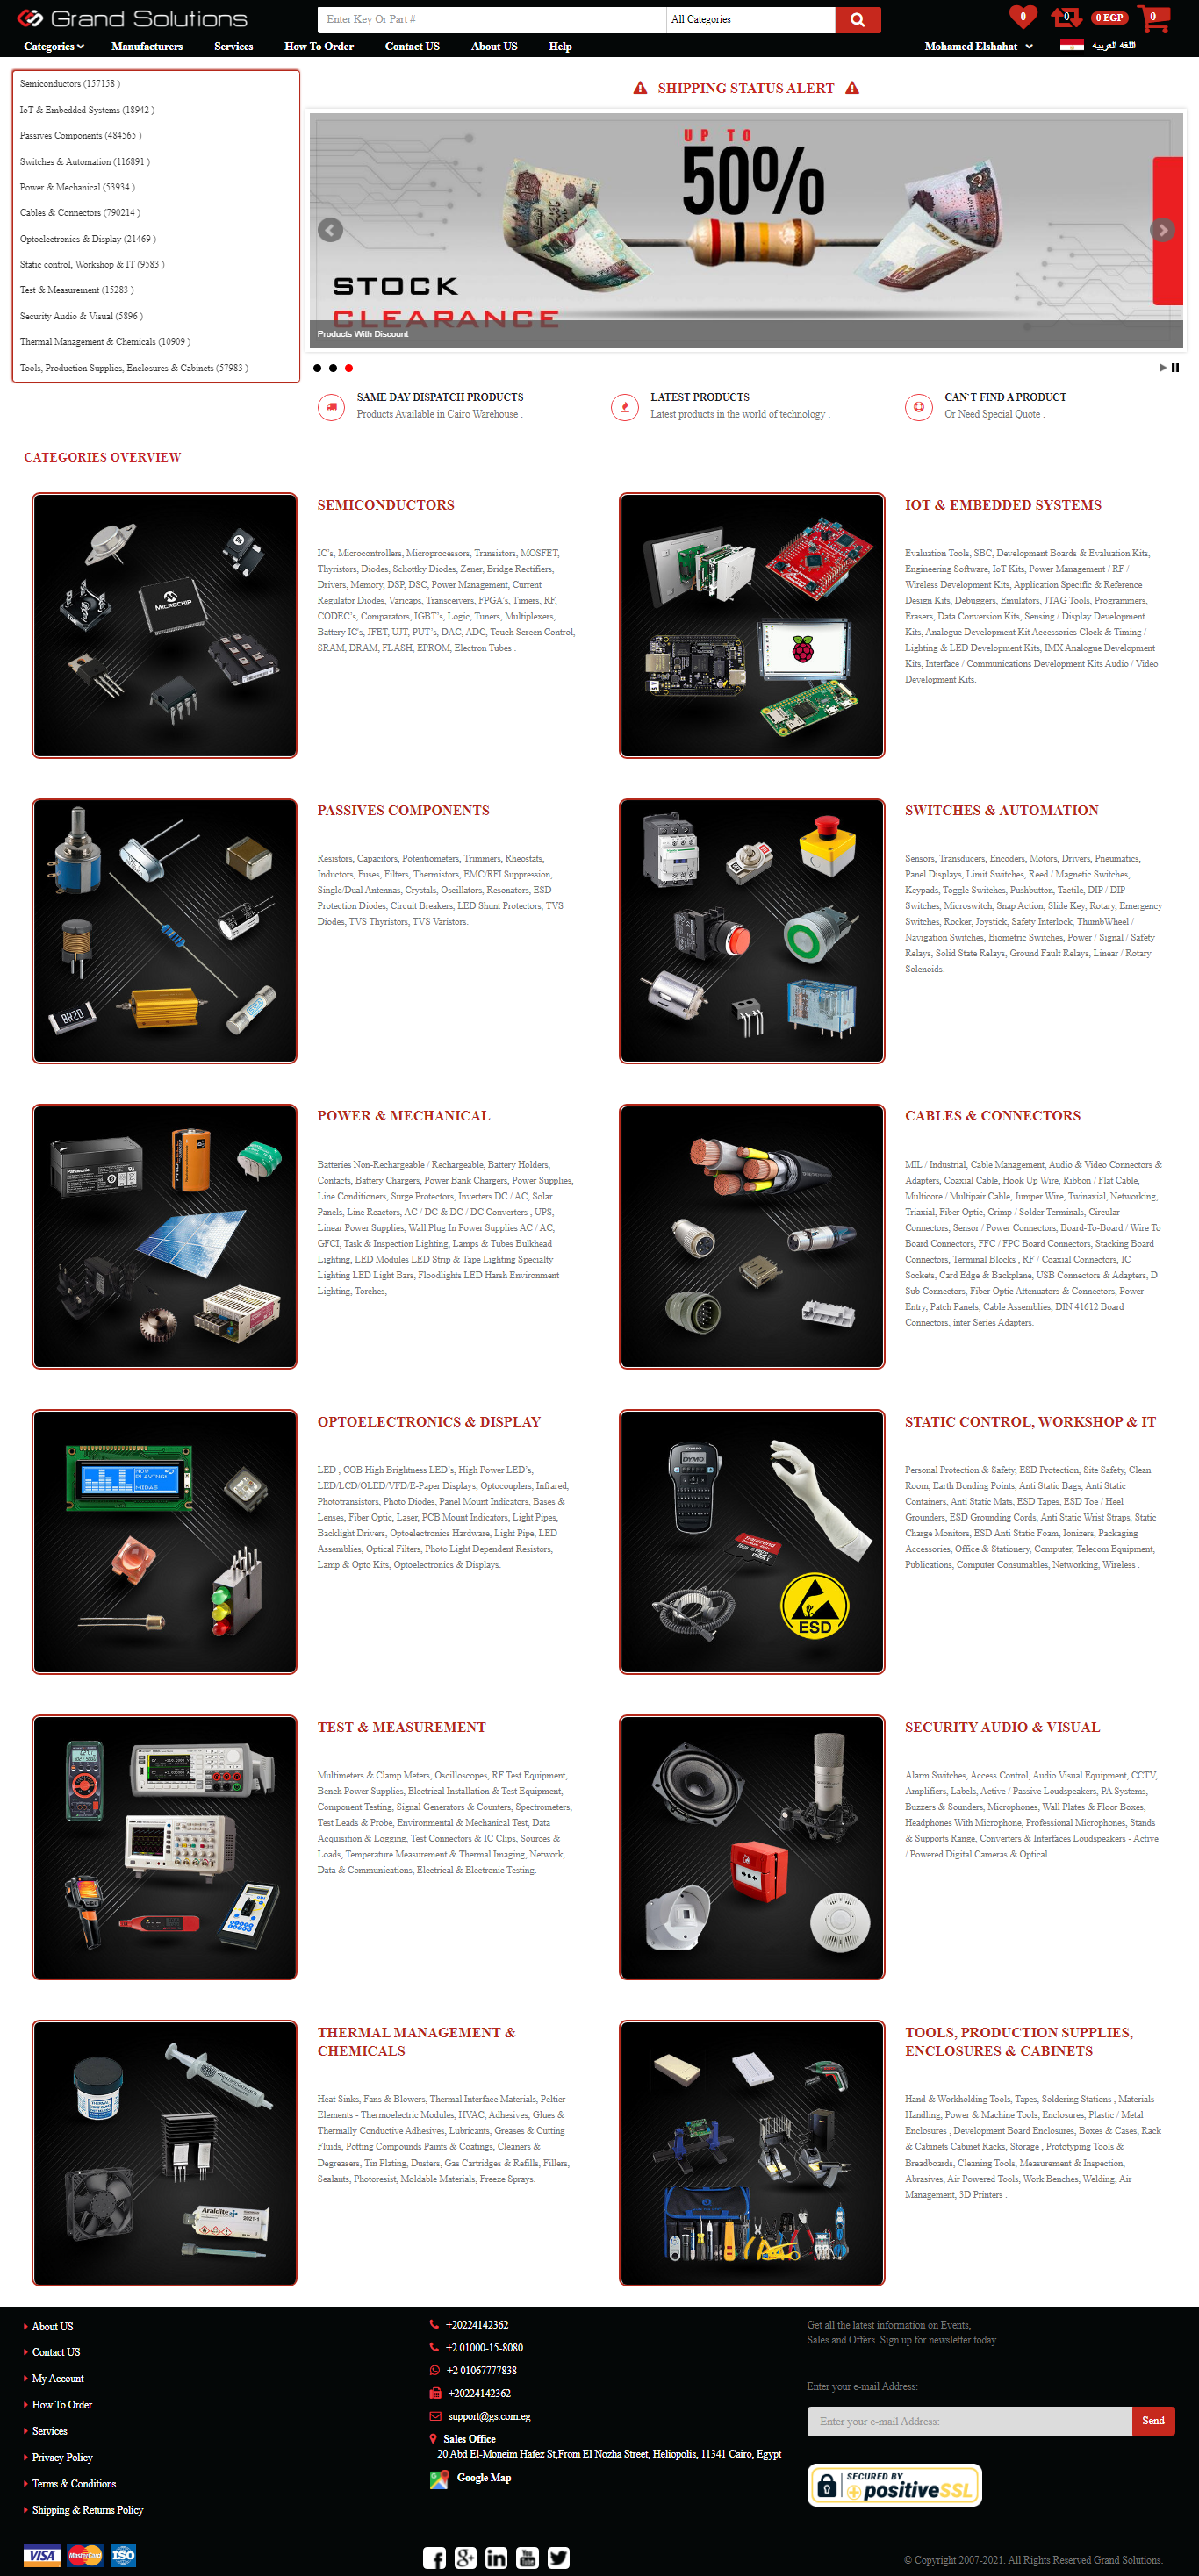 Grand Solutions
Enter Key Or Part #
All Categories
0
0
0 EGP
0
Categories
Manufacturers
Services
How To Order
Contact US
About US
Help
Mohamed Elshahat
اللغه العربيه
Semiconductors (157158 )
IoT & Embedded Systems (18942 )
Passives Components (484565 )
Switches & Automation (116891 )
Power & Mechanical (53934 )
Cables & Connectors (790214 )
Optoelectronics & Display (21469 )
Static control, Workshop & IT (9583 )
Test & Measurement (15283 )
Security Audio & Visual (5896 )
Thermal Management & Chemicals (10909 )
Tools, Production Supplies, Enclosures & Cabinets (57983 )
SHIPPING STATUS ALERT
UP TO
50%
STOCK
CLEARANCE
Products With Discount
SAME DAY DISPATCH PRODUCTS
Products Available in Cairo Warehouse .
LATEST PRODUCTS
Latest products in the world of technology .
CAN`T FIND A PRODUCT
Or Need Special Quote .
CATEGORIES OVERVIEW
MICROCHIP
SEMICONDUCTORS
IC's, Microcontrollers, Microprocessors, Transistors, MOSFET,
Thyristors, Diodes, Schottky Diodes, Zener, Bridge Rectifiers,
Drivers, Memory, DSP, DSC, Power Management, Current
Regulator Diodes, Varicaps, Transceivers, FPGA's, Timers, RF,
CODEC's, Comparators, IGBT's, Logic, Tuners, Multiplexers,
Battery IC's, JFET, UJT, PUT's, DAC, ADC, Touch Screen Control,
SRAM, DRAM, FLASH, EPROM, Electron Tubes .
IOT & EMBEDDED SYSTEMS
Evaluation Tools, SBC, Development Boards & Evaluation Kits,
Engineering Software, IoT Kits, Power Management / RF /
Wireless Development Kits, Application Specific & Reference
Design Kits, Debuggers, Emulators, JTAG Tools, Programmers,
Erasers, Data Conversion Kits, Sensing / Display Development
Kits, Analogue Development Kit Accessories Clock & Timing /
Lighting & LED Development Kits, IMX Analogue Development
Kits, Interface / Communications Development Kits Audio / Video
Development Kits.
8R20
PASSIVES COMPONENTS
Resistors, Capacitors, Potentiometers, Trimmers, Rheostats,
Inductors, Fuses, Filters, Thermistors, EMC/RFI Suppression,
Single/Dual Antennas, Crystals, Oscillators, Resonators, ESD
Protection Diodes, Circuit Breakers, LED Shunt Protectors, TVS
Diodes, TVS Thyristors, TVS Varistors.
SWITCHES & AUTOMATION
Sensors, Transducers, Encoders, Motors, Drivers, Pneumatics,
Panel Displays, Limit Switches, Reed / Magnetic Switches,
Keypads, Toggle Switches, Pushbutton, Tactile, DIP / DIP
Switches, Microswitch, Snap Action, Slide Key, Rotary, Emergency
Switches, Rocker, Joystick, Safety Interlock, ThumbWheel /
Navigation Switches, Biometric Switches, Power / Signal / Safety
Relays, Solid State Relays, Ground Fault Relays, Linear / Rotary
Solenoids.
Panasonic
POWER & MECHANICAL
Batteries Non-Rechargeable / Rechargeable, Battery Holders,
Contacts, Battery Chargers, Power Bank Chargers, Power Supplies,
Line Conditioners, Surge Protectors, Inverters DC / AC, Solar
Panels, Line Reactors, AC / DC & DC / DC Converters , UPS,
Linear Power Supplies, Wall Plug In Power Supplies AC / AC,
GFCI, Task & Inspection Lighting, Lamps & Tubes Bulkhead
Lighting, LED Modules LED Strip & Tape Lighting Specialty
Lighting LED Light Bars, Floodlights LED Harsh Environment
Lighting, Torches,
CABLES & CONNECTORS
MIL / Industrial, Cable Management, Audio & Video Connectors &
Adapters, Coaxial Cable, Hook Up Wire, Ribbon / Flat Cable,
Multicore / Multipair Cable, Jumper Wire, Twinaxial, Networking,
Triaxial, Fiber Optic, Crimp / Solder Terminals, Circular
Connectors, Sensor / Power Connectors, Board-To-Board / Wire To
Board Connectors, FFC / FPC Board Connectors, Stacking Board
Connectors, Terminal Blocks , RF / Coaxial Connectors, IC
Sockets, Card Edge & Backplane, USB Connectors & Adapters, D
Sub Connectors, Fiber Optic Attenuators & Connectors, Power
Entry, Patch Panels, Cable Assemblies, DIN 41612 Board
Connectors, inter Series Adapters.
NOW
PLAYING:
MIDAS
OPTOELECTRONICS & DISPLAY
LED , COB High Brightness LED's, High Power LED's,
LED/LCD/OLED/VFD/E-Paper Displays, Optocouplers, Infrared,
Phototransistors, Photo Diodes, Panel Mount Indicators, Bases &
Lenses, Fiber Optic, Laser, PCB Mount Indicators, Light Pipes,
Backlight Drivers, Optoelectronics Hardware, Light Pipe, LED
Assemblies, Optical Filters, Photo Light Dependent Resistors,
Lamp & Opto Kits, Optoelectronics & Displays.
DYMO
Transcend
ESD
STATIC CONTROL, WORKSHOP & IT
Personal Protection & Safety, ESD Protection, Site Safety, Clean
Room, Earth Bonding Points, Anti Static Bags, Anti Static
Containers, Anti Static Mats, ESD Tapes, ESD Toe / Heel
Grounders, ESD Grounding Cords, Anti Static Wrist Straps, Static
Charge Monitors, ESD Anti Static Foam, Ionizers, Packaging
Accessories, Office & Stationery, Computer, Telecom Equipment,
Publications, Computer Consumables, Networking, Wireless .
TEST & MEASUREMENT
Multimeters & Clamp Meters, Oscilloscopes, RF Test Equipment,
Bench Power Supplies, Electrical Installation & Test Equipment,
Component Testing, Signal Generators & Counters, Spectrometers,
Test Leads & Probe, Environmental & Mechanical Test, Data
Acquisition & Logging, Test Connectors & IC Clips, Sources &
Loads, Temperature Measurement & Thermal Imaging, Network,
Data & Communications, Electrical & Electronic Testing.
SECURITY AUDIO & VISUAL
Alarm Switches, Access Control, Audio Visual Equipment, CCTV,
Amplifiers, Labels, Active / Passive Loudspeakers, PA Systems,
Buzzers & Sounders, Microphones, Wall Plates & Floor Boxes,
Headphones With Microphone, Professional Microphones, Stands
& Supports Range, Converters & Interfaces Loudspeakers - Active
/ Powered Digital Cameras & Optical.
Araldite
2021-1
THERMAL MANAGEMENT &
CHEMICALS
Heat Sinks, Fans & Blowers, Thermal Interface Materials, Peltier
Elements - Thermoelectric Modules, HVAC, Adhesives, Glues &
Thermally Conductive Adhesives, Lubricants, Greases & Cutting
Fluids, Potting Compounds Paints & Coatings, Cleaners &
Degreasers, Tin Plating, Dusters, Gas Cartridges & Refills, Fillers,
Sealants, Photoresist, Moldable Materials, Freeze Sprays.
TOOLS, PRODUCTION SUPPLIES,
ENCLOSURES & CABINETS
Hand & Workholding Tools, Tapes, Soldering Stations , Materials
Handling, Power & Machine Tools, Enclosures, Plastic / Metal
Enclosures , Development Board Enclosures, Boxes & Cases, Rack
& Cabinets Cabinet Racks, Storage , Prototyping Tools &
Breadboards, Cleaning Tools, Measurement & Inspection,
Abrasives, Air Powered Tools, Work Benches, Welding, Air
Management, 3D Printers .
About US
Contact US
My Account
How To Order
Services
Privacy Policy
Terms & Conditions
Shipping & Returns Policy
VISA
MasterCard
ISO
+20224142362
+2 01000-15-8080
+2 01067777838
+20224142362
support@gs.com.eg
Sales Office
20 Abd El-Moneim Hafez St,From El Nozha Street, Heliopolis, 11341 Cairo, Egypt
Google Map
Get all the latest information on Events,
Sales and Offers. Sign up for newsletter today.
Enter your e-mail Address:
Enter your e-mail Address:
Send
SECURED BY
positiveSSL
© Copyright 2007-2021. All Rights Reserved Grand Solutions.